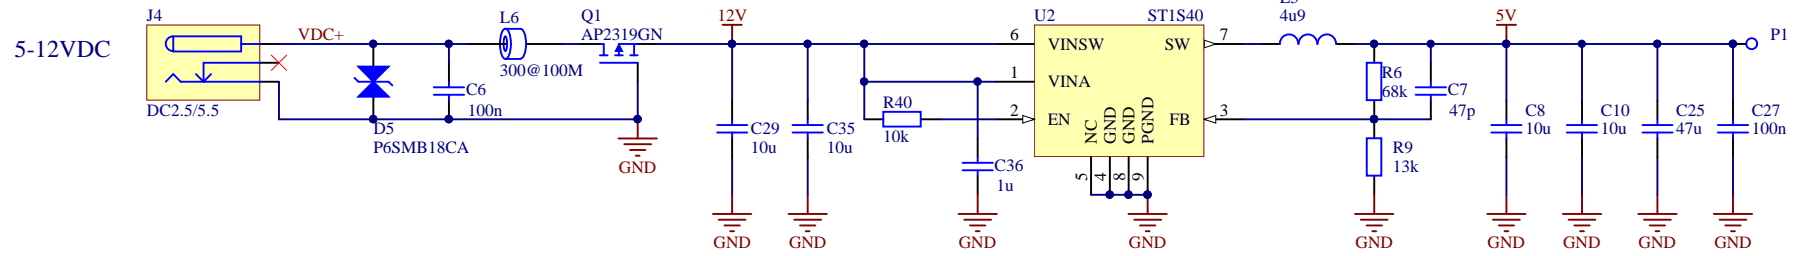 5-12VDC
J4
DC2.5/5.5
VDC+
D5
P6SMB18CA
C6
100n
L6
300@100M
Q1
AP2319GN
GND
12V
C29
10u
GND
C35
10u
GND
R40
10k
C36
1u
GND
U2
ST1S40
6
VINSW
1
VINA
2
EN
SW
7
FB
3
NC
GND
GND
PGND
5
4
8
9
GND
4u9
R6
68k
C7
47p
R9
13k
GND
5V
C8
10u
GND
C10
10u
GND
C25
47u
GND
C27
100n
GND
P1